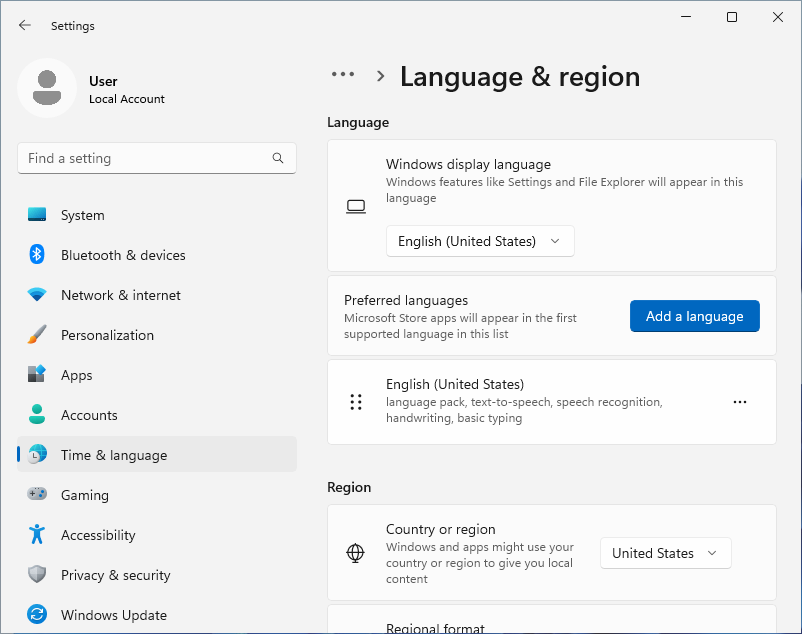 Settings
User
Local Account
Find a setting
System
Bluetooth & devices
Network & internet
Personalization
Apps
Accounts
Time & language
Gaming
Accessibility
Privacy & security
Windows Update
Language & region
Language
Windows display language
Windows features like Settings and File Explorer will appear in this
language
English (United States)
Preferred languages
Microsoft Store apps will appear in the first
supported language in this list
Add a language
English (United States)
language pack, text-to-speech, speech recognition,
handwriting, basic typing
Region
Country or region
Windows and apps might use your
country or region to give you local
content
United States
Regional format